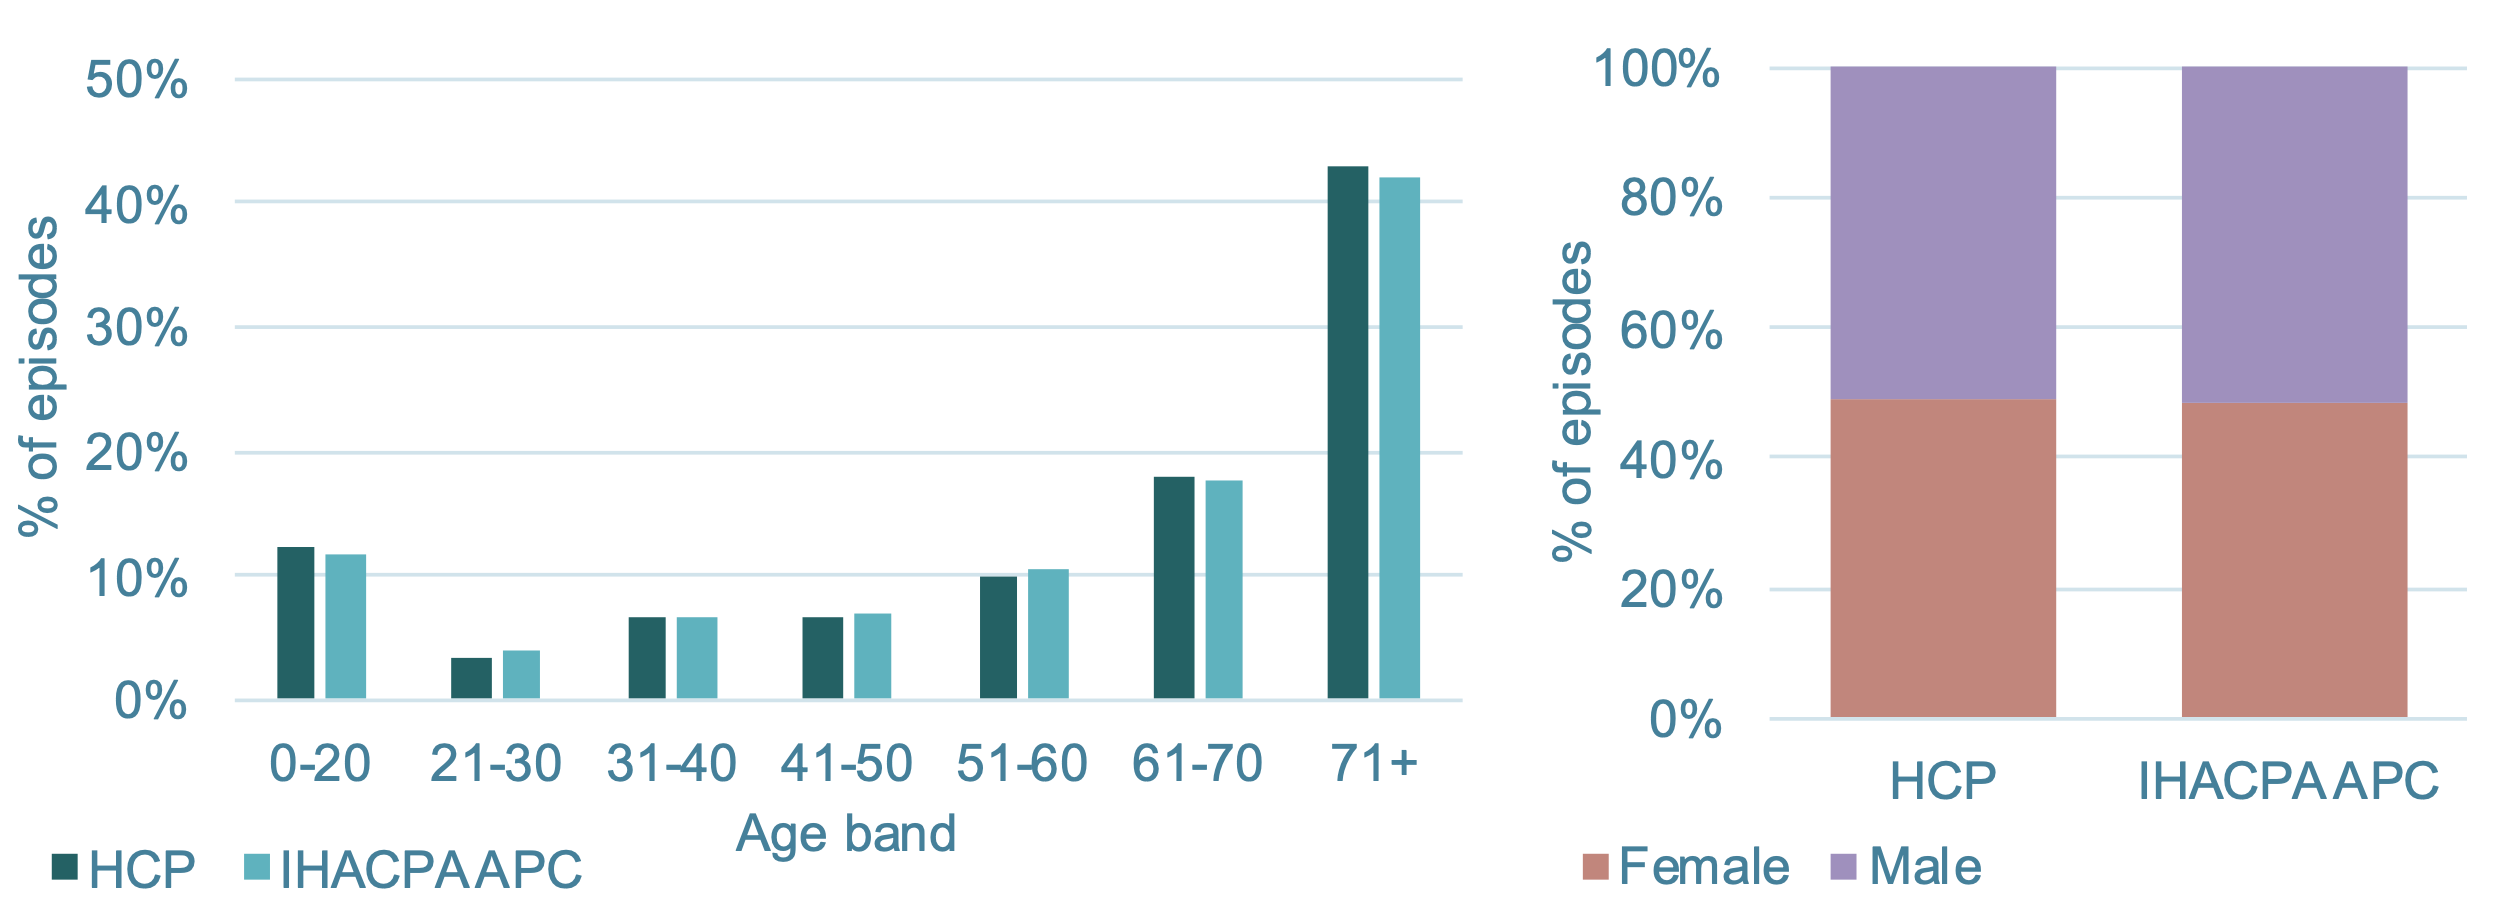 % of episodes
50%
40%
30%
20%
10%
0%
0-20 21-30 31-40 41-50 51-60 61-70 71+
Age band
HCP IHACPA APC
% of episodes
100%
80%
60%
40%
20%
0%
HCP IHACPA APC
Female Male